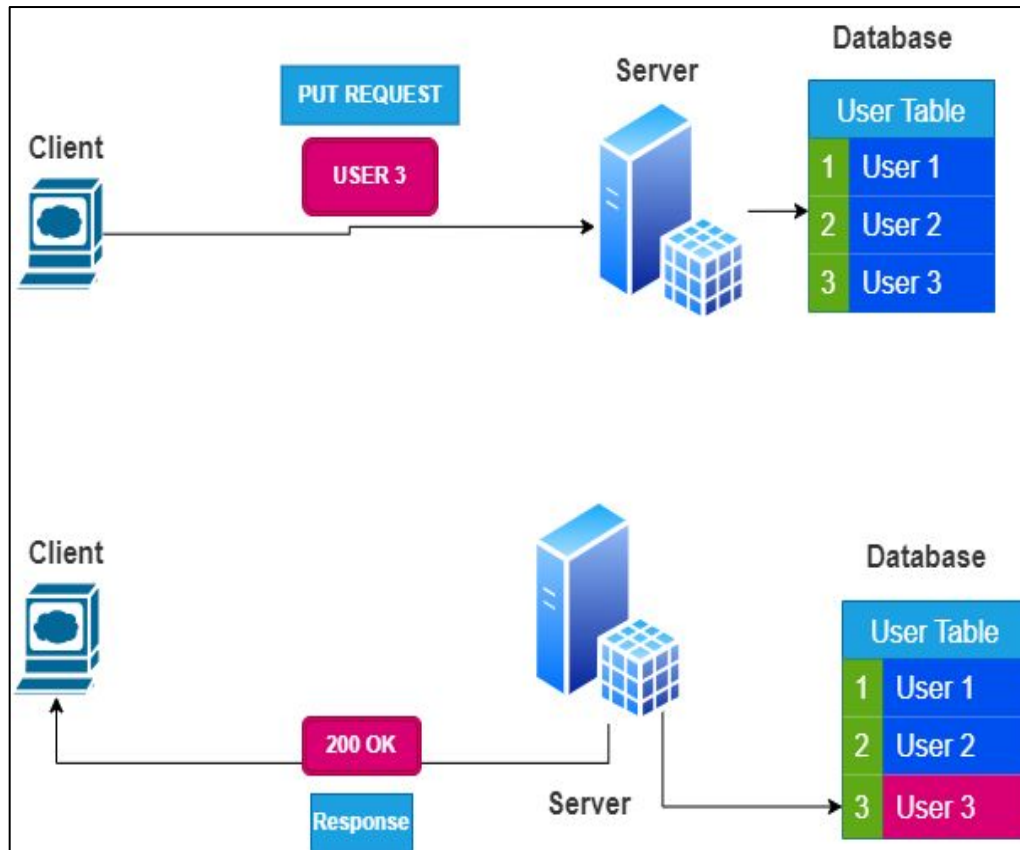 Database
Server
PUT REQUEST
User Table
Client
USER 3
1 User 1
2 User 2
3 User 3
Client
Database
User Table
1 User 1
2 User 2
200 OK
3 User 3
Server
Response